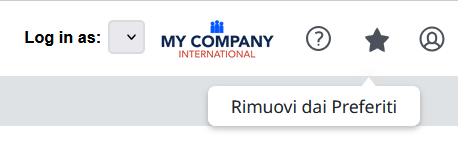 Log in as:
MY COMPANY
INTERNATIONAL
?
Rimuovi dai Preferiti